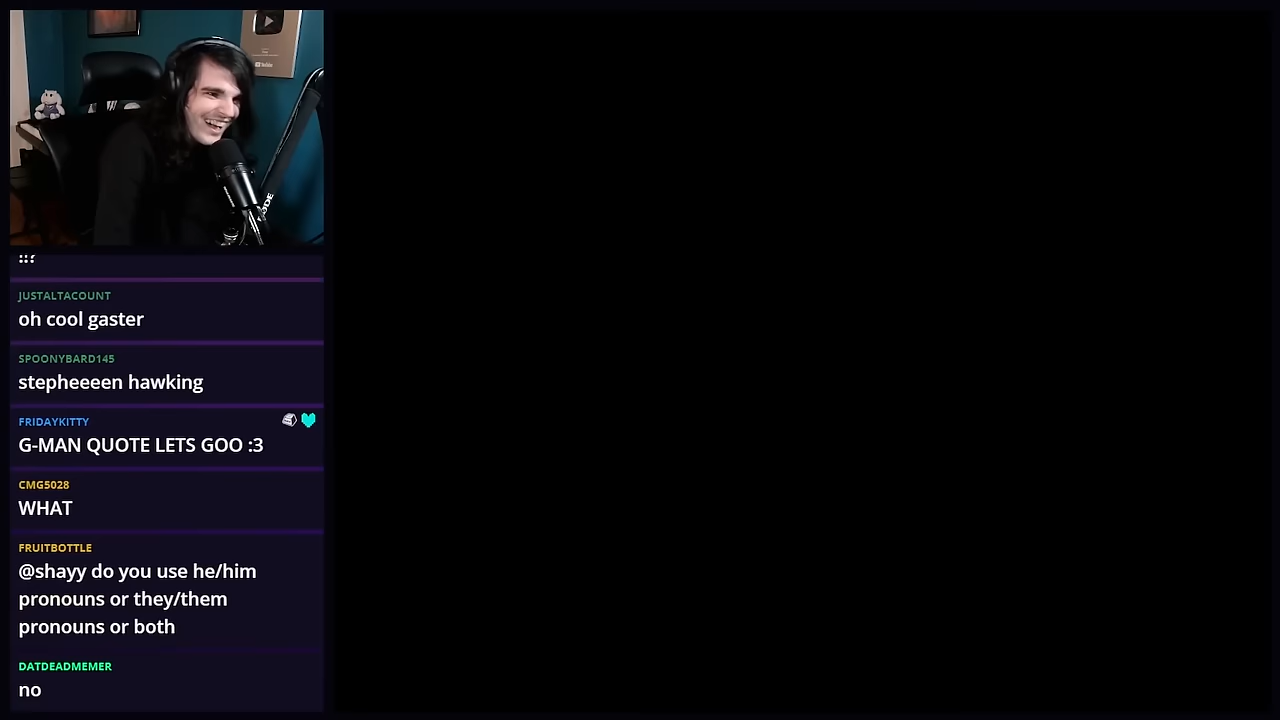 !!?
JUSTALTACOUNT
oh cool gaster
SPOONYBARD145
stepheeeen hawking
FRIDAYKITTY
G-MAN QUOTE LETS GOO :3
CMG5028
WHAT
FRUITBOTTLE
@shayy do you use he/him
pronouns or they/them
pronouns or both
DATDEADMEMER
no